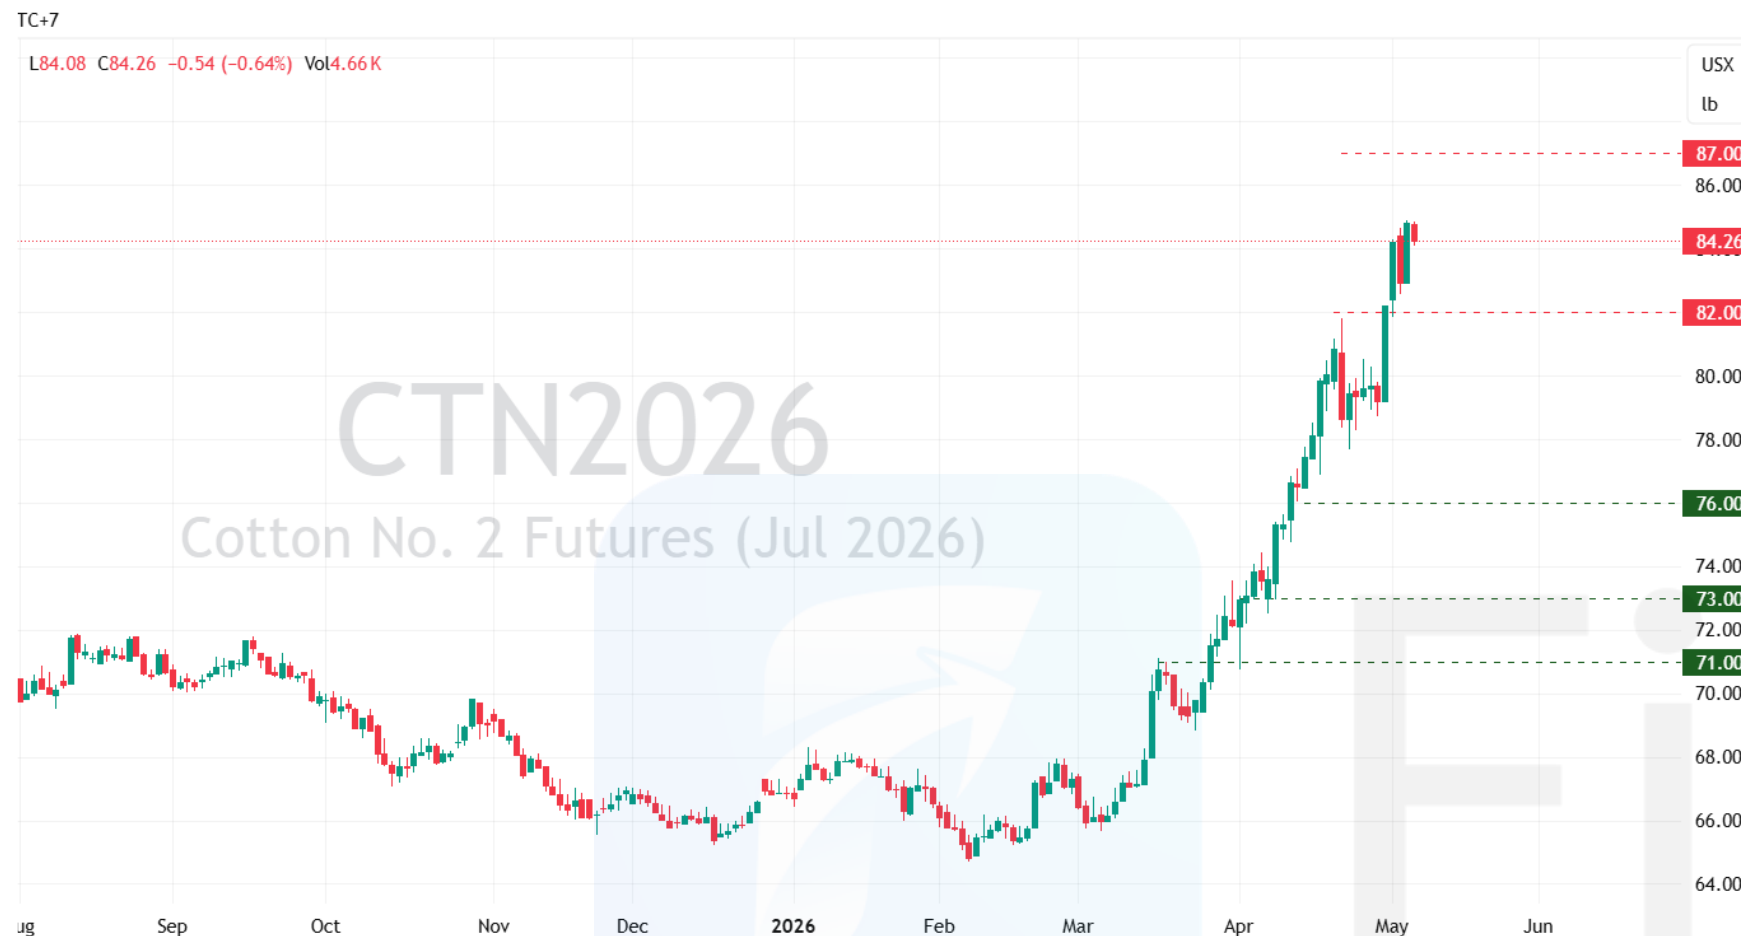 TC+7
L84.08 C84.26 −0.54 (−0.64%) Vol4.66 K
USX
lb
87.00
86.00
84.26
82.00
80.00
78.00
76.00
74.00
73.00
72.00
71.00
70.00
68.00
66.00
64.00
CTN2026
Cotton No. 2 Futures (Jul 2026)
Fi
ug Sep Oct Nov Dec 2026 Feb Mar Apr May Jun